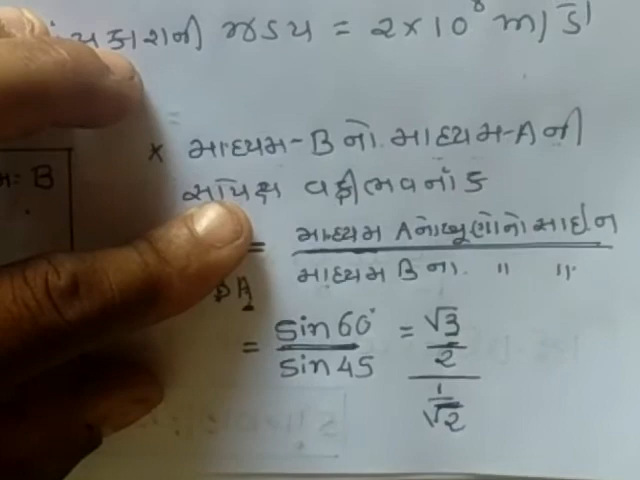 પ્રકાશની ઝડપ = 2×10⁸ m/s
મ: B
× માધ્યમ-B નો માધ્યમ-A ની
સાપેક્ષ વક્રીભવનાંક
= માધ્યમ A ના ખૂણાનો સાઈન
માધ્યમ B ના " "
BA
= sin 60° = √3
sin 45 2
1
√2